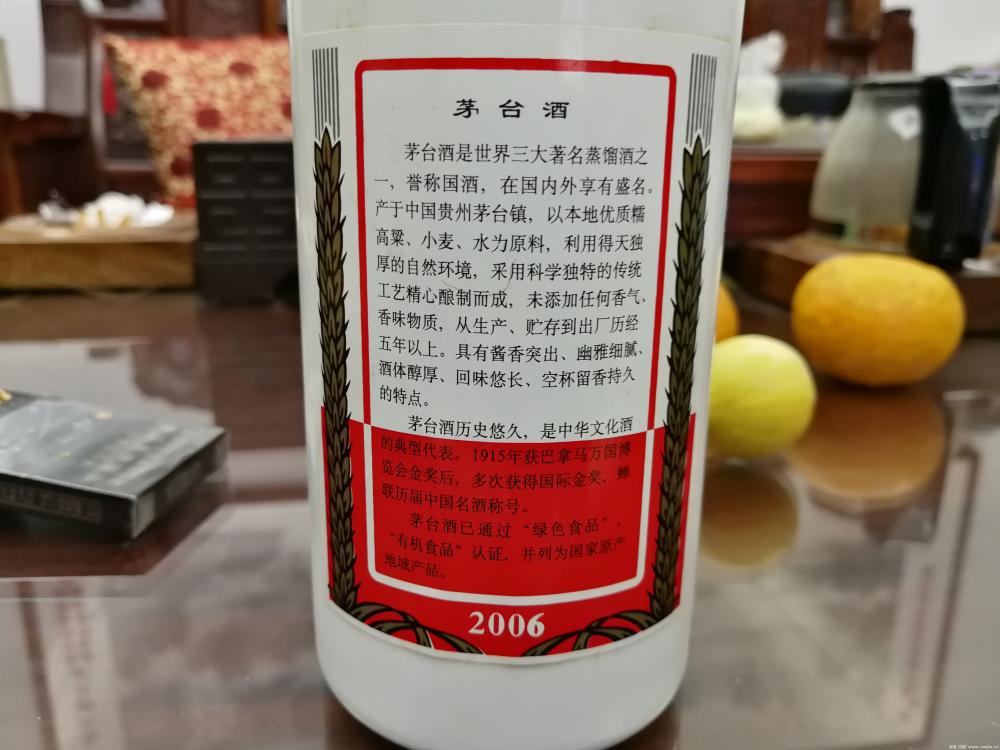 茅台酒
茅台酒是世界三大著名蒸馏酒之
一，誉称国酒，在国内外享有盛名。
产于中国贵州茅台镇，以本地优质糯
高粱、小麦、水为原料，利用得天独
厚的自然环境，采用科学独特的传统
工艺精心酿制而成，未添加任何香气、
香味物质，从生产、贮存到出厂历经
五年以上。具有酱香突出、幽雅细腻、
酒体醇厚、回味悠长、空杯留香持久
的特点。
茅台酒历史悠久，是中华文化酒
的典型代表。1915年获巴拿马万国博
览会金奖后，多次获得国际金奖，蝉
联历届中国名酒称号。
茅台酒已通过“绿色食品”、
“有机食品”认证，并列为国家原产
地域产品。
2006